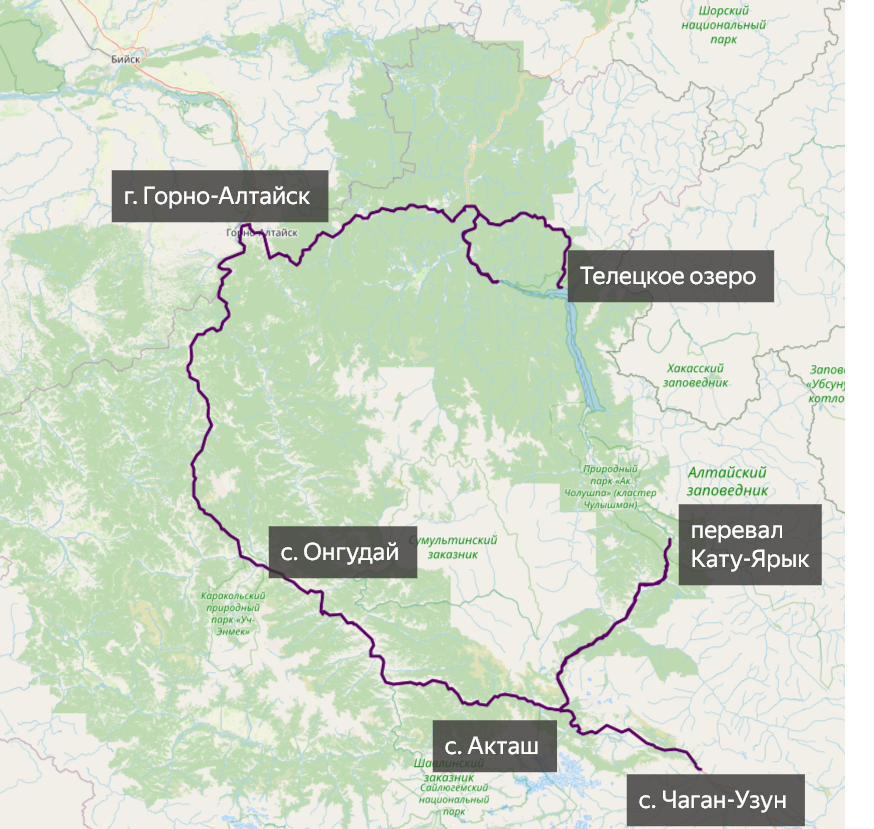 Шорский
национальный
парк
Бийск
г. Горно-Алтайск
Горно-Алтайск
Телецкое озеро
Хакасский
заповедник
Запов
«Убсуну
котло
Природный
парк «Ак
Чолушпа» (кластер
Чулышман)
Алтайский
заповедник
перевал
Кату-Ярык
с. Онгудай
Сумультинский
заказник
Каракольский
природный
парк «Уч-
Энмек»
с. Акташ
Шавлинский
заказник
Сайлюгемский
национальный
парк
с. Чаган-Узун